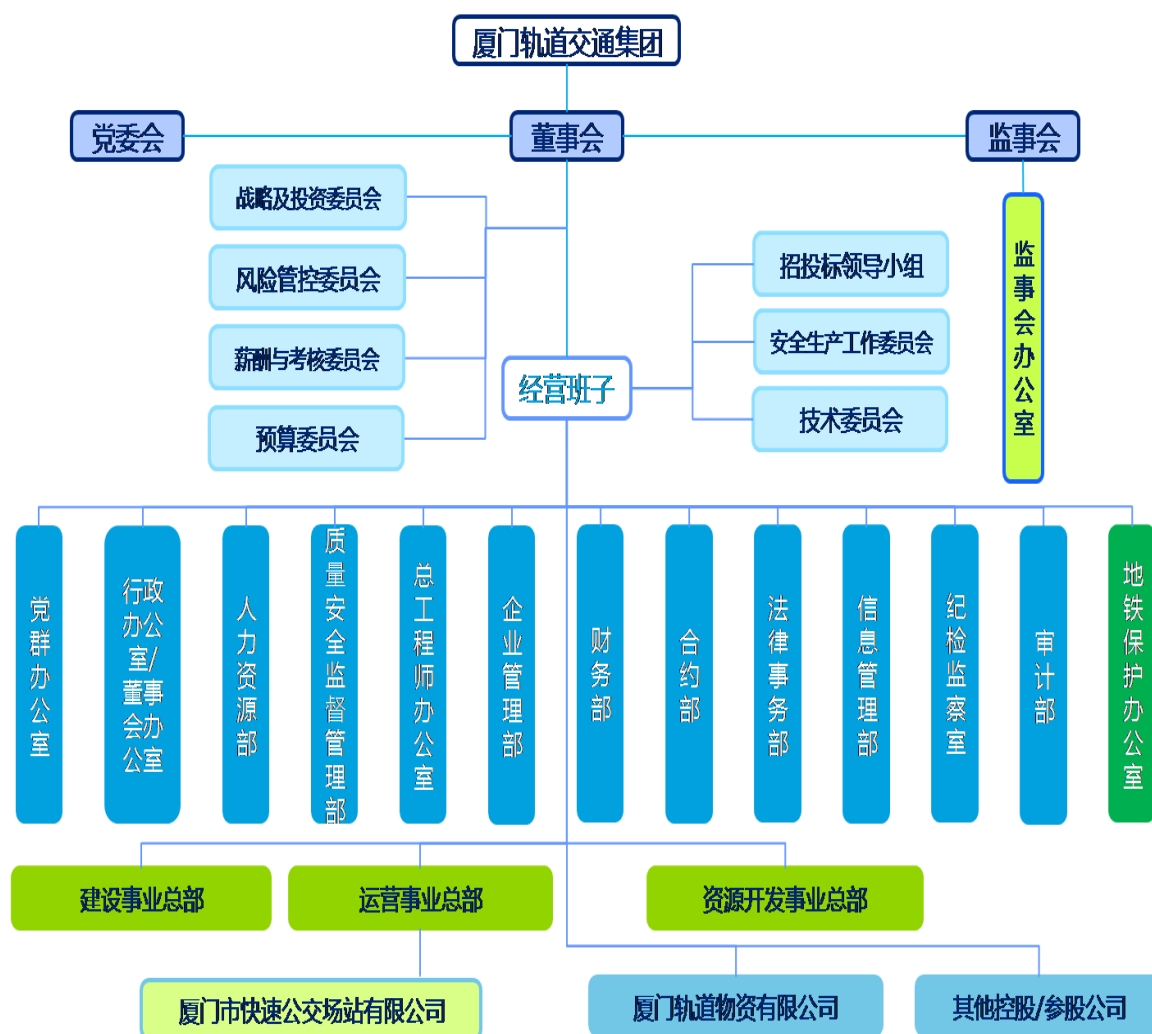 厦门轨道交通集团
党委会
董事会
监事会
战略及投资委员会
风险管控委员会
薪酬与考核委员会
预算委员会
招投标领导小组
安全生产工作委员会
技术委员会
经营班子
监事会办公室
党群办公室
行政
办公
室/
董事
会办
公室
人力资源部
质量安全监督管理部
总工程师办公室
企业管理部
财务部
合约部
法律事务部
信息管理部
纪检监察室
审计部
地铁保护办公室
建设事业总部
运营事业总部
资源开发事业总部
厦门市快速公交场站有限公司
厦门轨道物资有限公司
其他控股/参股公司